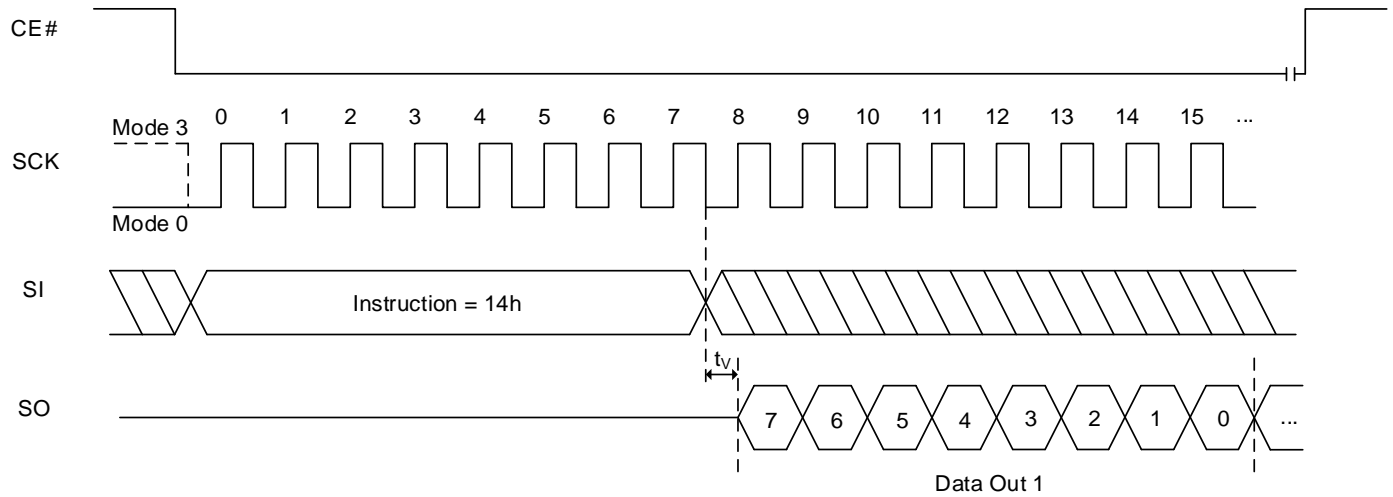 CE#
Mode 3
0 1 2 3 4 5 6 7 8 9 10 11 12 13 14 15 ...
SCK
Mode 0
SI
Instruction = 14h
tV
SO
7 6 5 4 3 2 1 0 ...
Data Out 1